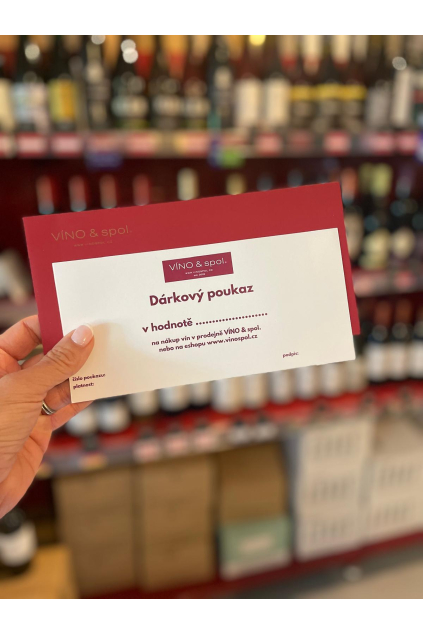 VÍNO & spol.
VÍNO & spol.
Dárkový poukaz
v hodnotě ......................
na nákup vín v prodejně VÍNO & spol.
nebo na eshopu www.vinospol.cz
číslo poukazu:
platnost:
podpis: